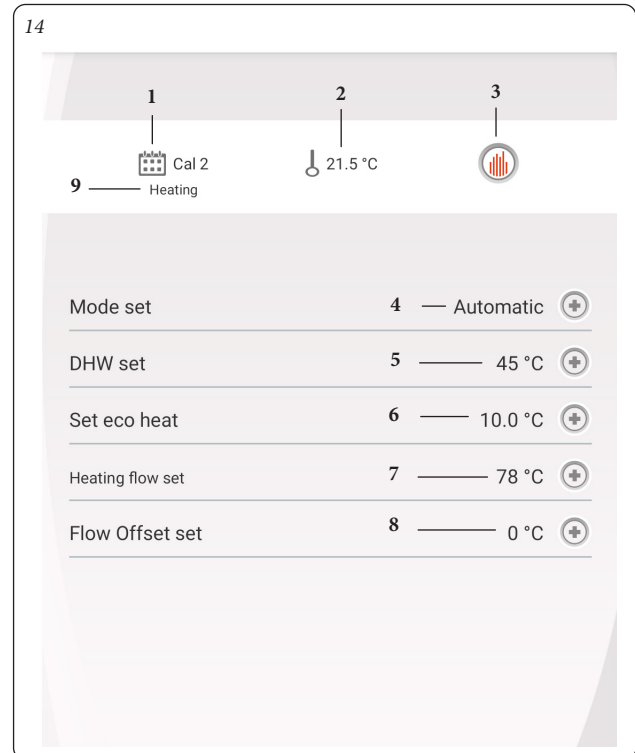 14
1 2 3
Cal 2 21.5 °C
9 Heating
Mode set 4 Automatic
DHW set 5 45 °C
Set eco heat 6 10.0 °C
Heating flow set 7 78 °C
Flow Offset set 8 0 °C